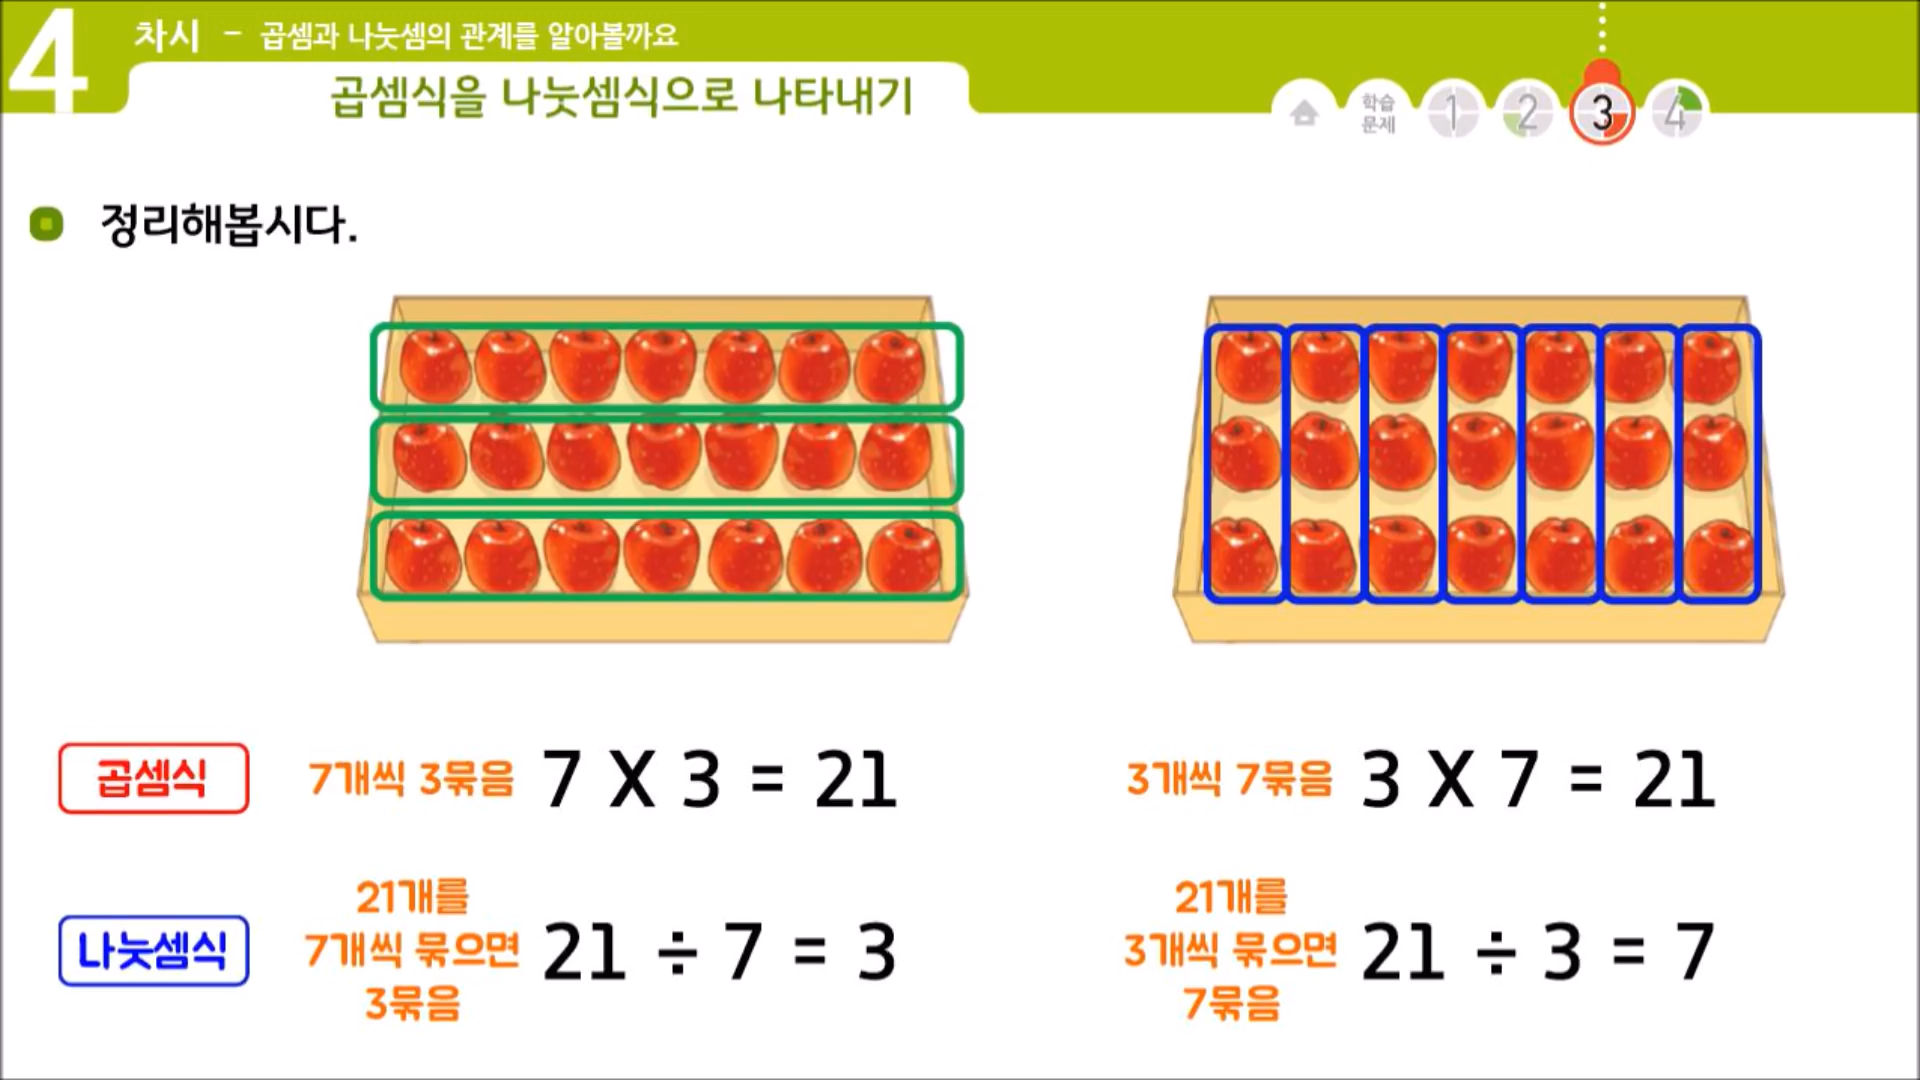 4 차시 - 곱셈과 나눗셈의 관계를 알아볼까요
곱셈식을 나눗셈식으로 나타내기
학습
문제
1 2 3 4
정리해봅시다.
곱셈식
7개씩 3묶음 7 X 3 = 21
3개씩 7묶음 3 X 7 = 21
나눗셈식
21개를
7개씩 묶으면
3묶음
21 ÷ 7 = 3
21개를
3개씩 묶으면
7묶음
21 ÷ 3 = 7